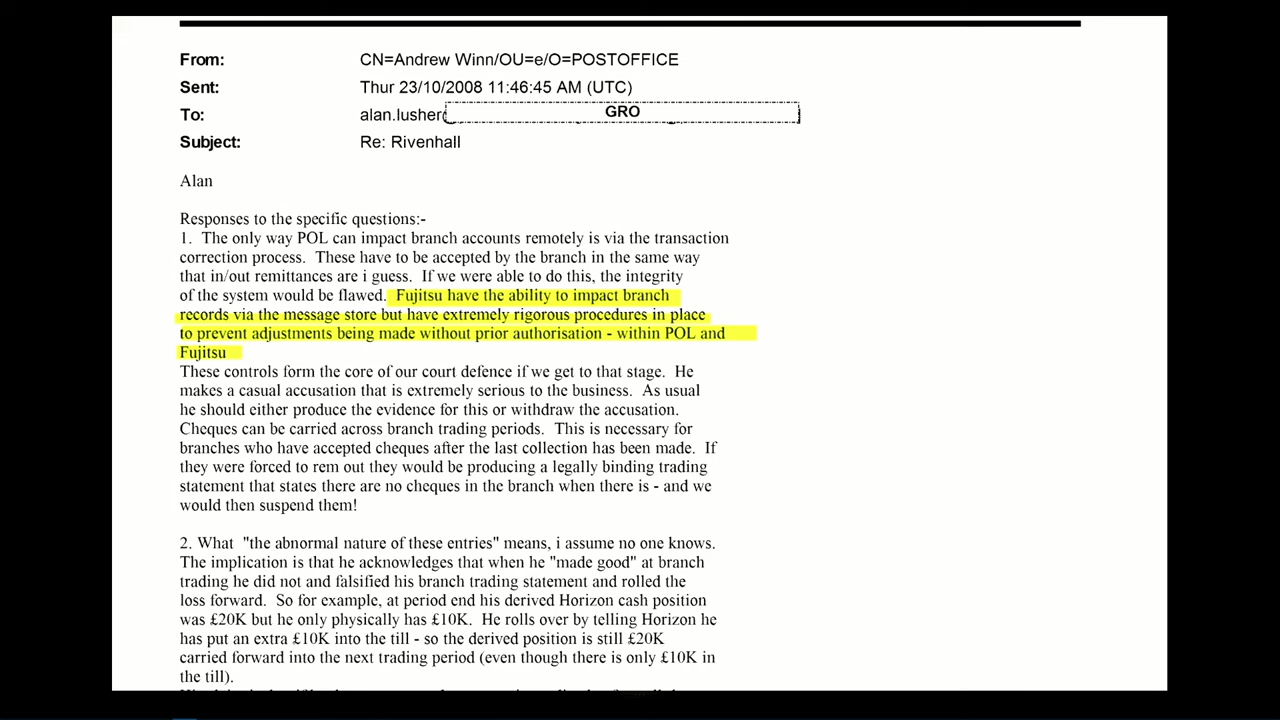 From: CN=Andrew Winn/OU=e/O=POSTOFFICE
Sent: Thur 23/10/2008 11:46:45 AM (UTC)
To: alan.lusher GRO
Subject: Re: Rivenhall
Alan
Responses to the specific questions:-
1. The only way POL can impact branch accounts remotely is via the transaction
correction process. These have to be accepted by the branch in the same way
that in/out remittances are i guess. If we were able to do this, the integrity
of the system would be flawed. Fujitsu have the ability to impact branch
records via the message store but have extremely rigorous procedures in place
to prevent adjustments being made without prior authorisation - within POL and
Fujitsu
These controls form the core of our court defence if we get to that stage. He
makes a casual accusation that is extremely serious to the business. As usual
he should either produce the evidence for this or withdraw the accusation.
Cheques can be carried across branch trading periods. This is necessary for
branches who have accepted cheques after the last collection has been made. If
they were forced to rem out they would be producing a legally binding trading
statement that states there are no cheques in the branch when there is - and we
would then suspend them!
2. What "the abnormal nature of these entries" means, i assume no one knows.
The implication is that he acknowledges that when he "made good" at branch
trading he did not and falsified his branch trading statement and rolled the
loss forward. So for example, at period end his derived Horizon cash position
was £20K but he only physically has £10K. He rolls over by telling Horizon he
has put an extra £10K into the till - so the derived position is still £20K
carried forward into the next trading period (even though there is only £10K in
the till).